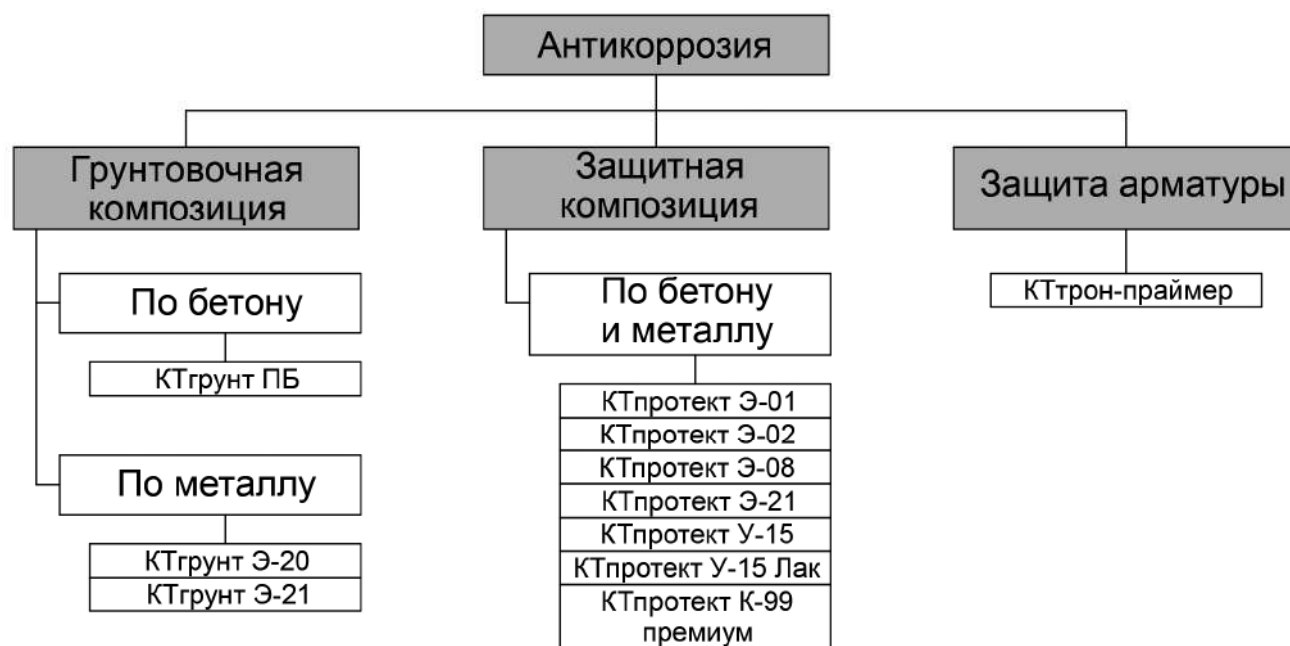 Антикоррозия
Грунтовочная
композиция
По бетону
КТгрунт ПБ
По металлу
КТгрунт Э-20
КТгрунт Э-21
Защитная
композиция
По бетону
и металлу
КТпротект Э-01
КТпротект Э-02
КТпротект Э-08
КТпротект Э-21
КТпротект У-15
КТпротект У-15 Лак
КТпротект К-99
премиум
Защита арматуры
КТтрон-праймер